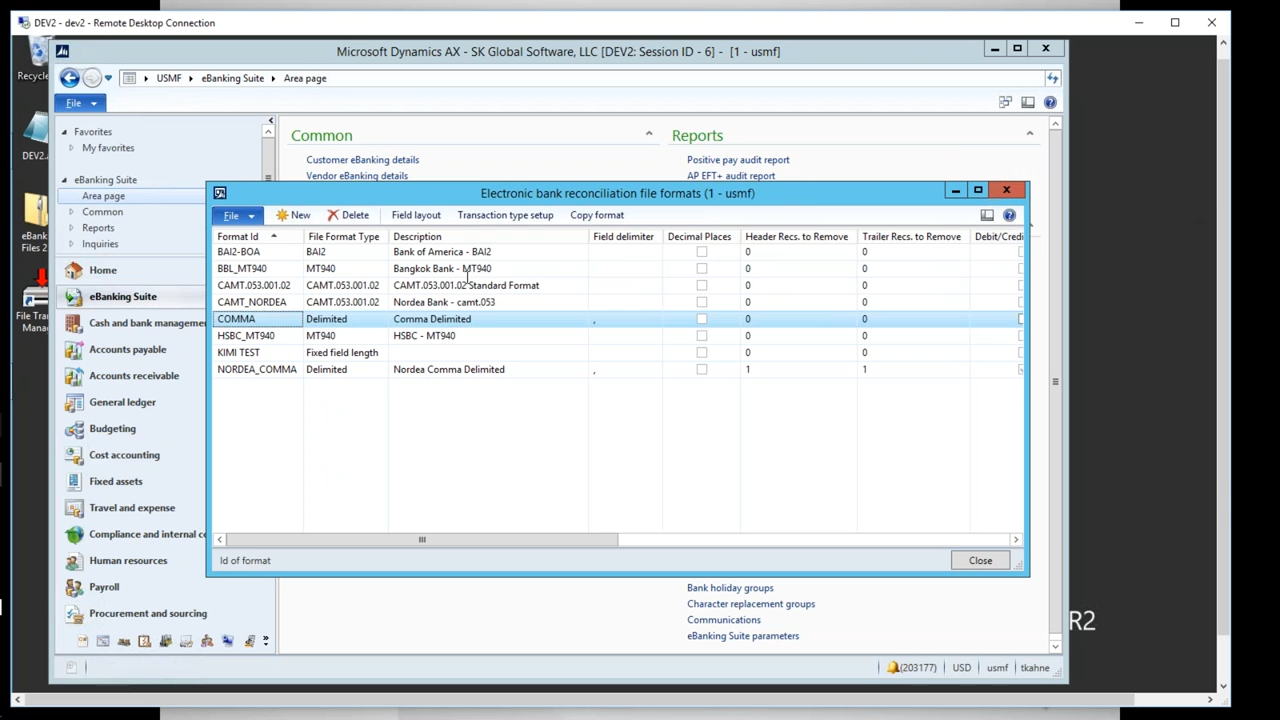 DEV2 - dev2 - Remote Desktop Connection
Microsoft Dynamics AX - SK Global Software, LLC [DEV2: Session ID - 6] - [1 - usmf]
USMF eBanking Suite Area page
File
Favorites
My favorites
eBanking Suite
Area page
Common
Reports
Inquiries
Home
eBanking Suite
Accounts payable
Accounts receivable
General ledger
Budgeting
Cost accounting
Fixed assets
Travel and expense
Compliance and internal
Human resources
Payroll
Procurement and sourcing
Common
Customer eBanking details
Vendor eBanking details
Reports
Positive pay audit report
AP EFT+ audit report
Electronic bank reconciliation file formats (1 - usmf)
File New Delete Field layout Transaction type setup Copy format
Format Id File Format Type Description Field delimiter Decimal Places Header Recs. to Remove Trailer Recs. to Remove Debit/Credi
BAI2-BOA BAI2 Bank of America - BAI2 0 0
BBL_MT940 MT940 Bangkok Bank - MT940 0 0
CAMT.053.001.02 CAMT.053.001.02 CAMT.053.001.02 Standard Format 0 0
CAMT_NORDEA CAMT.053.001.02 Nordea Bank - camt.053 0 0
COMMA Delimited Comma Delimited , 0 0
HSBC_MT940 MT940 HSBC - MT940 0 0
KIMI TEST Fixed field length 0 0
NORDEA_COMMA Delimited Nordea Comma Delimited , 1 1
Id of format
Close
Bank holiday groups
Character replacement groups
Communications
eBanking Suite parameters
(203177) USD usmf tkahne
Recycle
DEV2.
eBank
Files 2
File Tran
Mana
Cash and bank managemen
R2